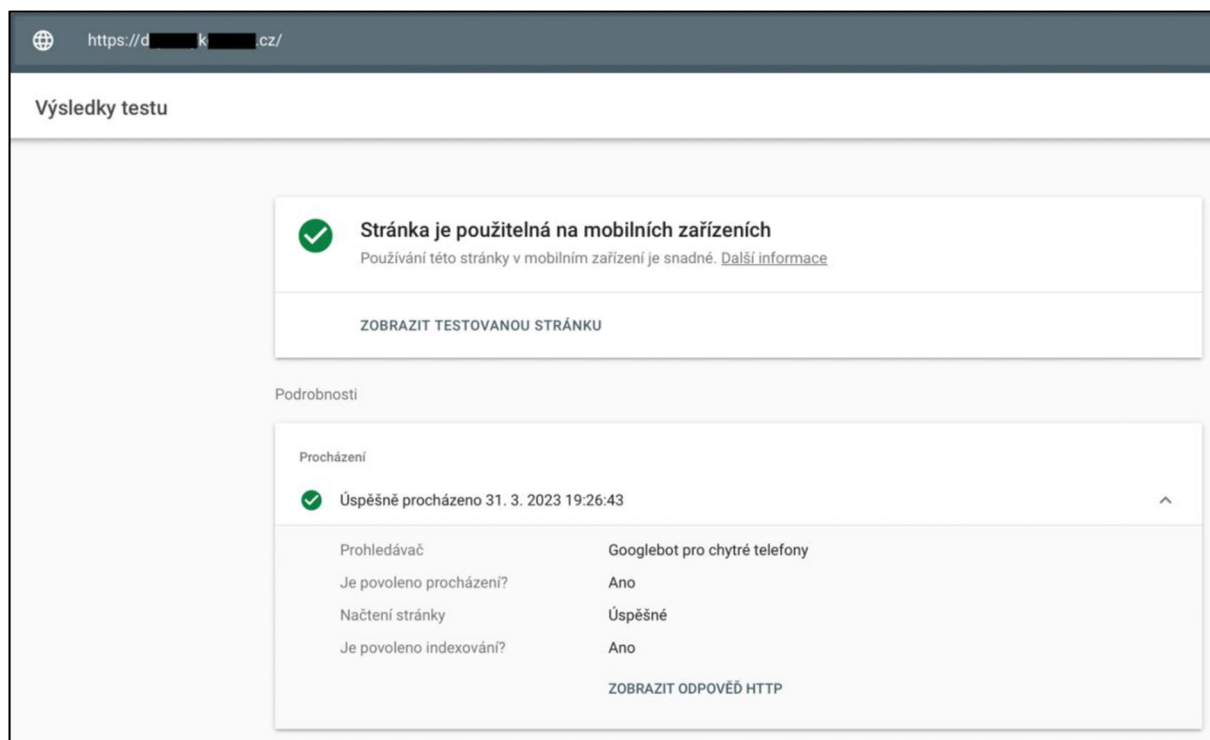 https://d k .cz/
Výsledky testu
Stránka je použitelná na mobilních zařízeních
Používání této stránky v mobilním zařízení je snadné. Další informace
ZOBRAZIT TESTOVANOU STRÁNKU
Podrobnosti
Procházení
Úspěšně procházeno 31. 3. 2023 19:26:43
Prohledávač Googlebot pro chytré telefony
Je povoleno procházení? Ano
Načtení stránky Úspěšné
Je povoleno indexování? Ano
ZOBRAZIT ODPOVĚĎ HTTP